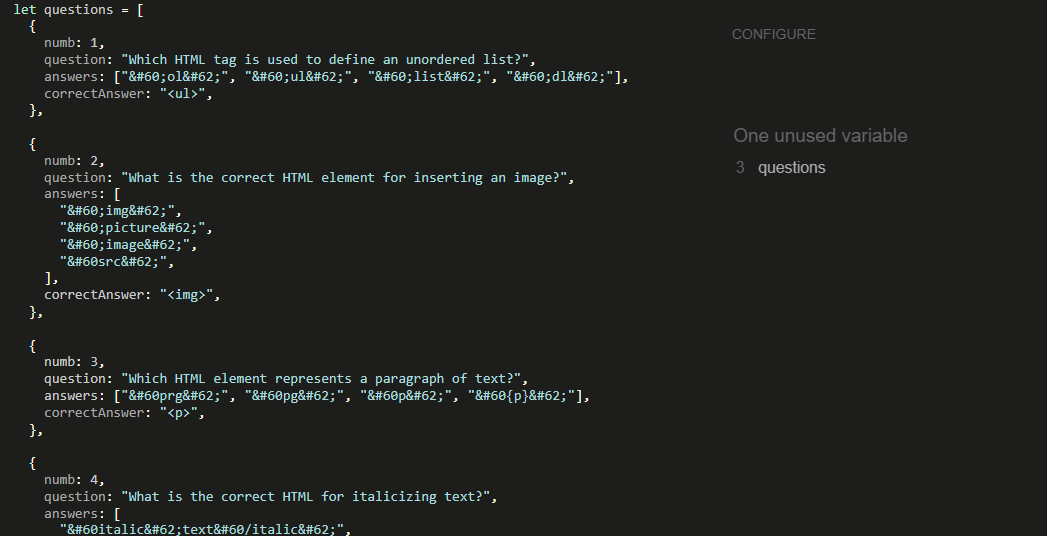 let questions = [
  {
    numb: 1,
    question: "Which HTML tag is used to define an unordered list?",
    answers: ["&#60;ol&#62;", "&#60;ul&#62;", "&#60;list&#62;", "&#60;dl&#62;"],
    correctAnswer: "<ul>",
  },
  {
    numb: 2,
    question: "What is the correct HTML element for inserting an image?",
    answers: [
      "&#60;img&#62;",
      "&#60;picture&#62;",
      "&#60;image&#62;",
      "&#60src&#62;",
    ],
    correctAnswer: "<img>",
  },
  {
    numb: 3,
    question: "Which HTML element represents a paragraph of text?",
    answers: ["&#60prg&#62;", "&#60pg&#62;", "&#60p&#62;", "&#60{p}&#62;"],
    correctAnswer: "<p>",
  },
  {
    numb: 4,
    question: "What is the correct HTML for italicizing text?",
    answers: [
      "&#60italic&#62;text&#60/italic&#62;",
CONFIGURE
One unused variable
3 questions